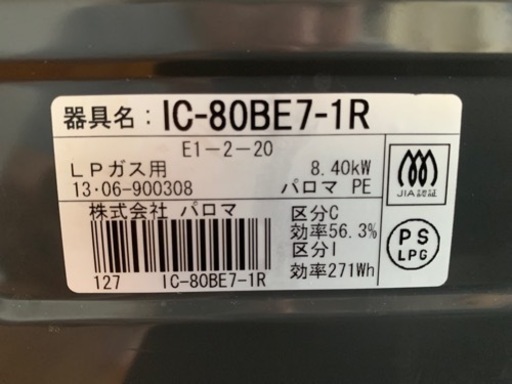 器具名：IC-80BE7-1R
E1-2-20
LPガス用 8.40kW
13･06-900308 パロマ PE
株式会社 パロマ
区分C
効率56.3%
区分I
効率271Wh
127 IC-80BE7-1R
JIA認証
PS
LPG